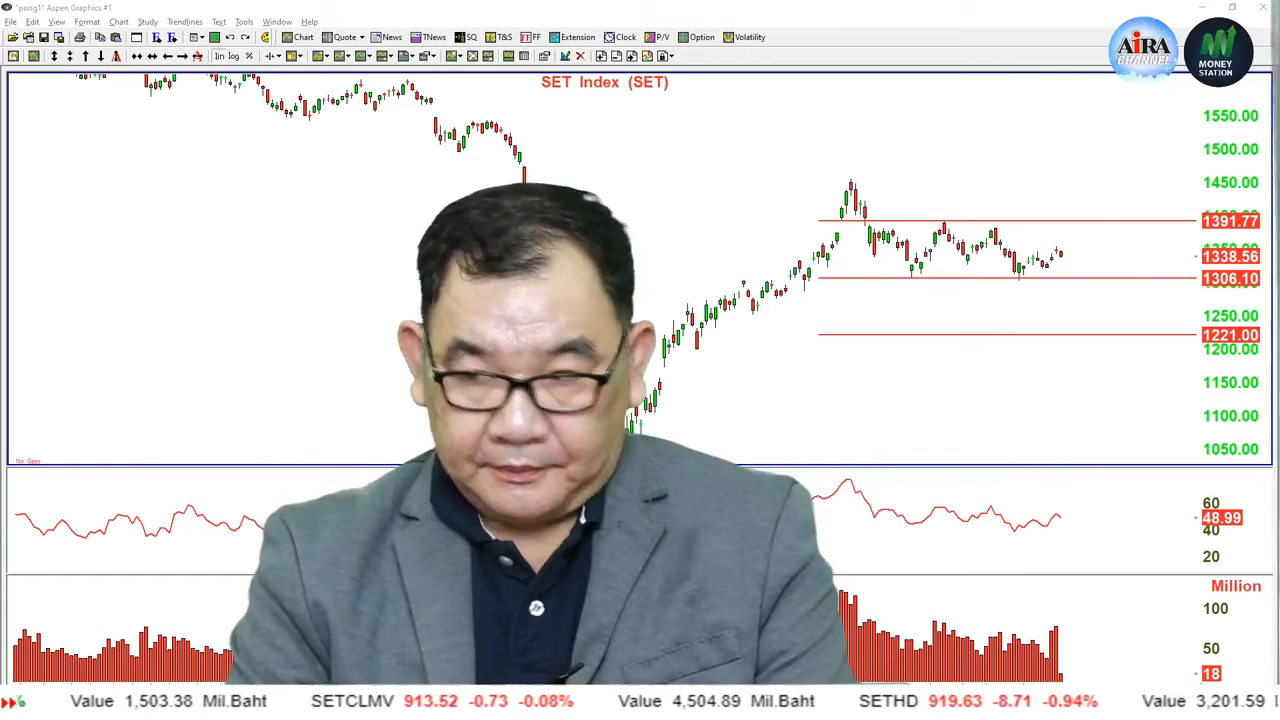 "pong1" Aspen Graphics #1
File Edit View Format Chart Study Trendlines Text Tools Window Help
Chart Quote News TNews SQ T&S FF Extension Clock P/V Option Volatility
lin log %
AiRA CHANNEL
MONEY STATION
SET Index (SET)
1550.00
1500.00
1450.00
1391.77
1338.56
1306.10
1250.00
1221.00
1200.00
1150.00
1100.00
1050.00
No Gaps
60
48.99
40
20
Million
100
50
18
Value 1,503.38 Mil.Baht SETCLMV 913.52 -0.73 -0.08% Value 4,504.89 Mil.Baht SETHD 919.63 -8.71 -0.94% Value 3,201.59